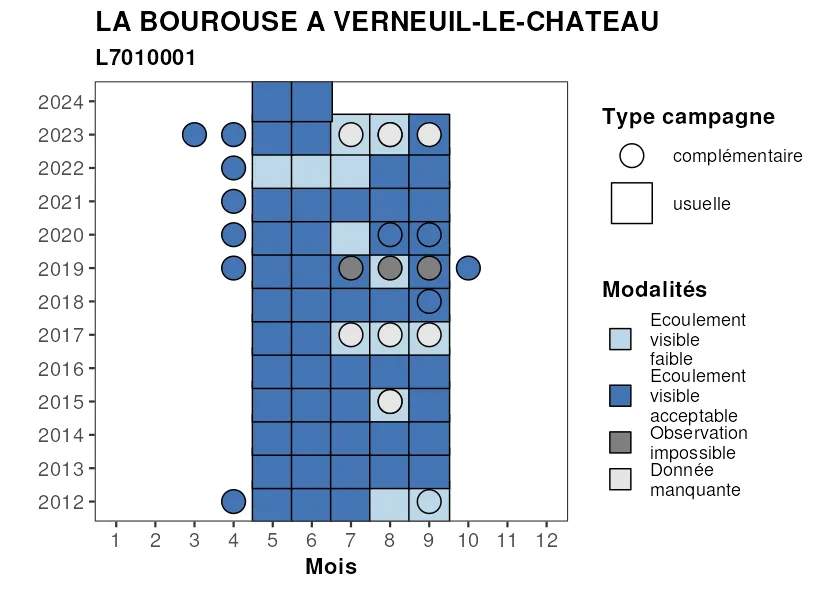 LA BOUROUSE A VERNEUIL-LE-CHATEAU
L7010001
2024
2023
2022
2021
2020
2019
2018
2017
2016
2015
2014
2013
2012
1 2 3 4 5 6 7 8 9 10 11 12
Mois
Type campagne
complémentaire
usuelle
Modalités
Ecoulement
visible
faible
Ecoulement
visible
acceptable
Observation
impossible
Donnée
manquante